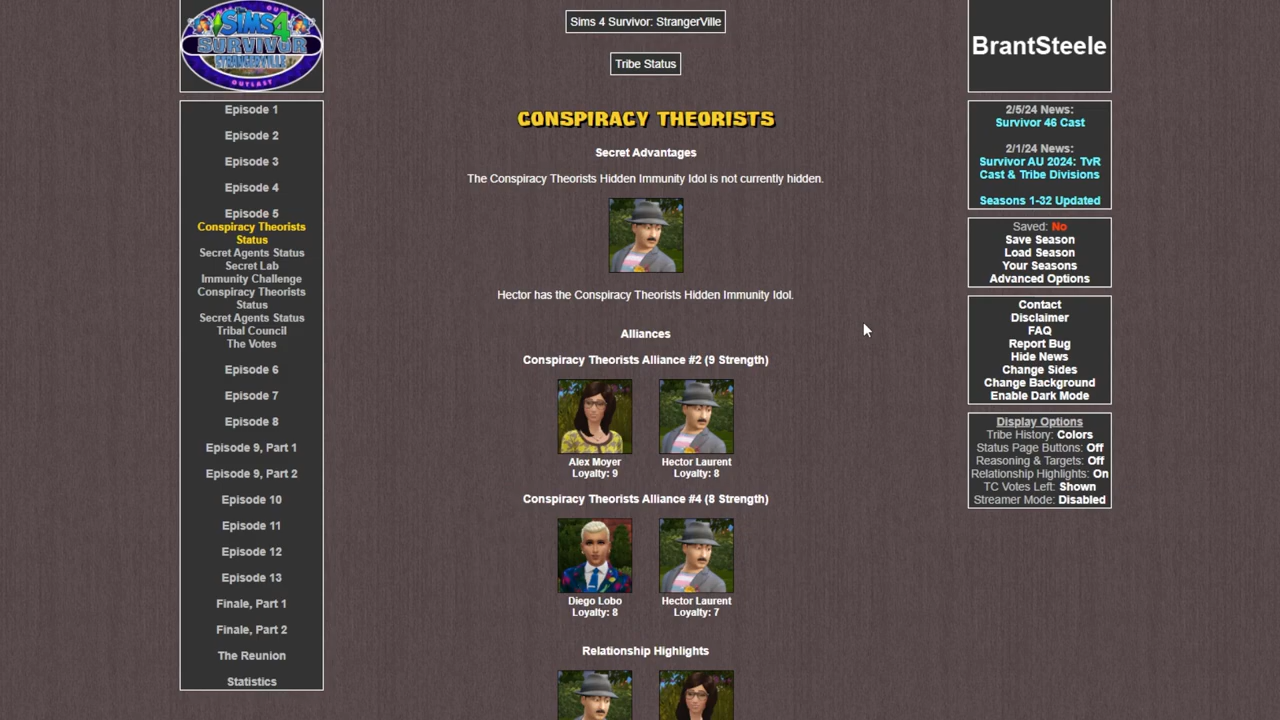 SIMS 4
SURVIVOR
STRANGERVILLE
OUTLAST
Episode 1
Episode 2
Episode 3
Episode 4
Episode 5
Conspiracy Theorists
Status
Secret Agents Status
Secret Lab
Immunity Challenge
Conspiracy Theorists
Status
Secret Agents Status
Tribal Council
The Votes
Episode 6
Episode 7
Episode 8
Episode 9, Part 1
Episode 9, Part 2
Episode 10
Episode 11
Episode 12
Episode 13
Finale, Part 1
Finale, Part 2
The Reunion
Statistics
Sims 4 Survivor: StrangerVille
Tribe Status
CONSPIRACY THEORISTS
Secret Advantages
The Conspiracy Theorists Hidden Immunity Idol is not currently hidden.
Hector has the Conspiracy Theorists Hidden Immunity Idol.
Alliances
Conspiracy Theorists Alliance #2 (9 Strength)
Alex Moyer Hector Laurent
Loyalty: 9 Loyalty: 8
Conspiracy Theorists Alliance #4 (8 Strength)
Diego Lobo Hector Laurent
Loyalty: 8 Loyalty: 7
Relationship Highlights
BrantSteele
2/5/24 News:
Survivor 46 Cast
2/1/24 News:
Survivor AU 2024: TvR
Cast & Tribe Divisions
Seasons 1-32 Updated
Saved: No
Save Season
Load Season
Your Seasons
Advanced Options
Contact
Disclaimer
FAQ
Report Bug
Hide News
Change Sides
Change Background
Enable Dark Mode
Display Options
Tribe History: Colors
Status Page Buttons: Off
Reasoning & Targets: Off
Relationship Highlights: On
TC Votes Left: Shown
Streamer Mode: Disabled